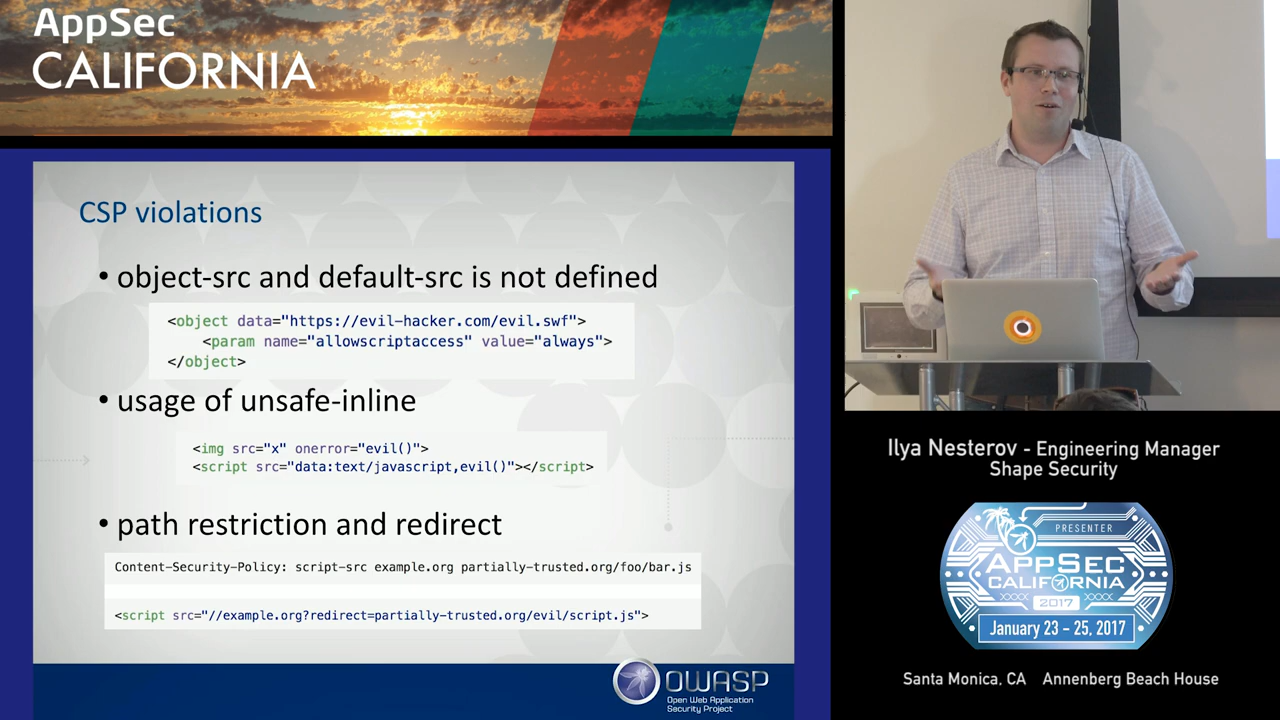 AppSec
CALIFORNIA
CSP violations
• object-src and default-src is not defined
<object data="https://evil-hacker.com/evil.swf">
<param name="allowscriptaccess" value="always">
</object>
• usage of unsafe-inline
<img src="x" onerror="evil()">
<script src="data:text/javascript,evil()"></script>
• path restriction and redirect
Content-Security-Policy: script-src example.org partially-trusted.org/foo/bar.js
<script src="//example.org?redirect=partially-trusted.org/evil/script.js">
OWASP
Open Web Application
Security Project
Ilya Nesterov - Engineering Manager
Shape Security
PRESENTER
APPSEC
CALIFORNIA
2017
January 23 - 25, 2017
Santa Monica, CA Annenberg Beach House